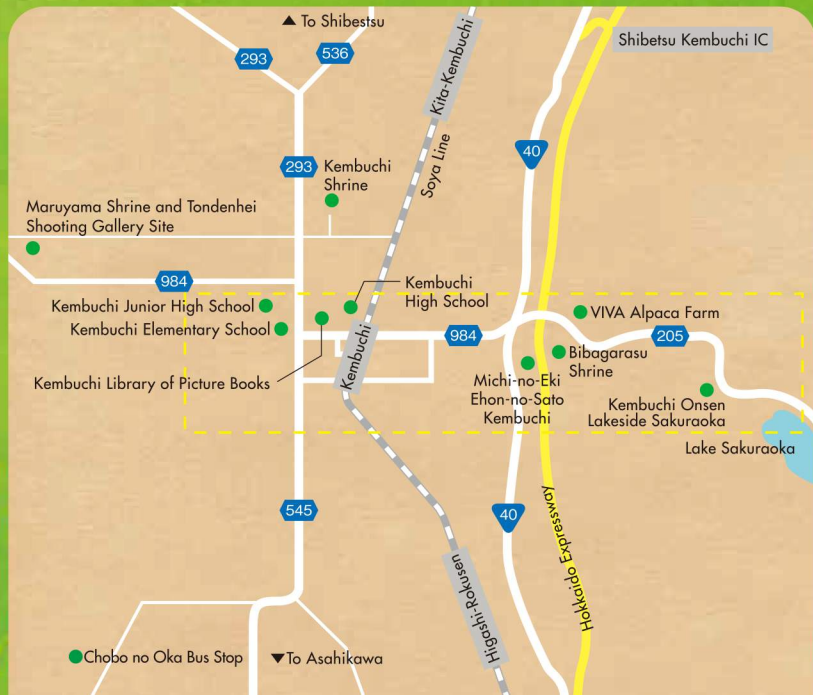 ▲ To Shibestsu
Shibetsu Kembuchi IC
293
536
Kita-Kembuchi
40
Soya Line
293
Kembuchi
Shrine
Maruyama Shrine and Tondenhei
Shooting Gallery Site
984
Kembuchi
High School
Kembuchi Junior High School
Kembuchi Elementary School
VIVA Alpaca Farm
984
205
Kembuchi
Bibagarasu
Shrine
Kembuchi Library of Picture Books
Michi-no-Eki
Ehon-no-Sato
Kembuchi
Kembuchi Onsen
Lakeside Sakuraoka
Lake Sakuraoka
545
40
Hokkaido Expressway
Higashi-Rokusen
Chobo no Oka Bus Stop
▼To Asahikawa